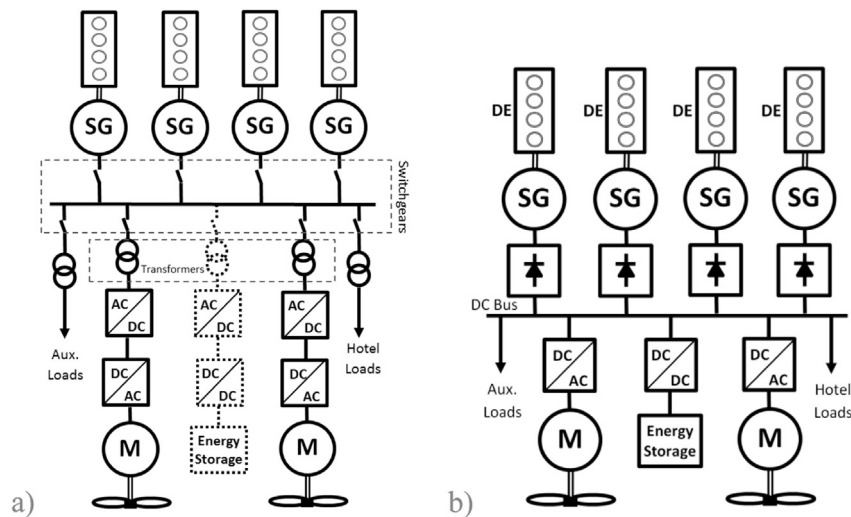 SG
SG
SG
SG
Switchgears
Transformers
AC
DC
AC
DC
AC
DC
Aux.
Loads
Hotel
Loads
DC
AC
DC
DC
DC
AC
M
Energy
Storage
M
a)
DE
DE
DE
DE
SG
SG
SG
SG
DC Bus
DC
AC
DC
DC
DC
AC
Aux.
Loads
Hotel
Loads
M
Energy
Storage
M
b)